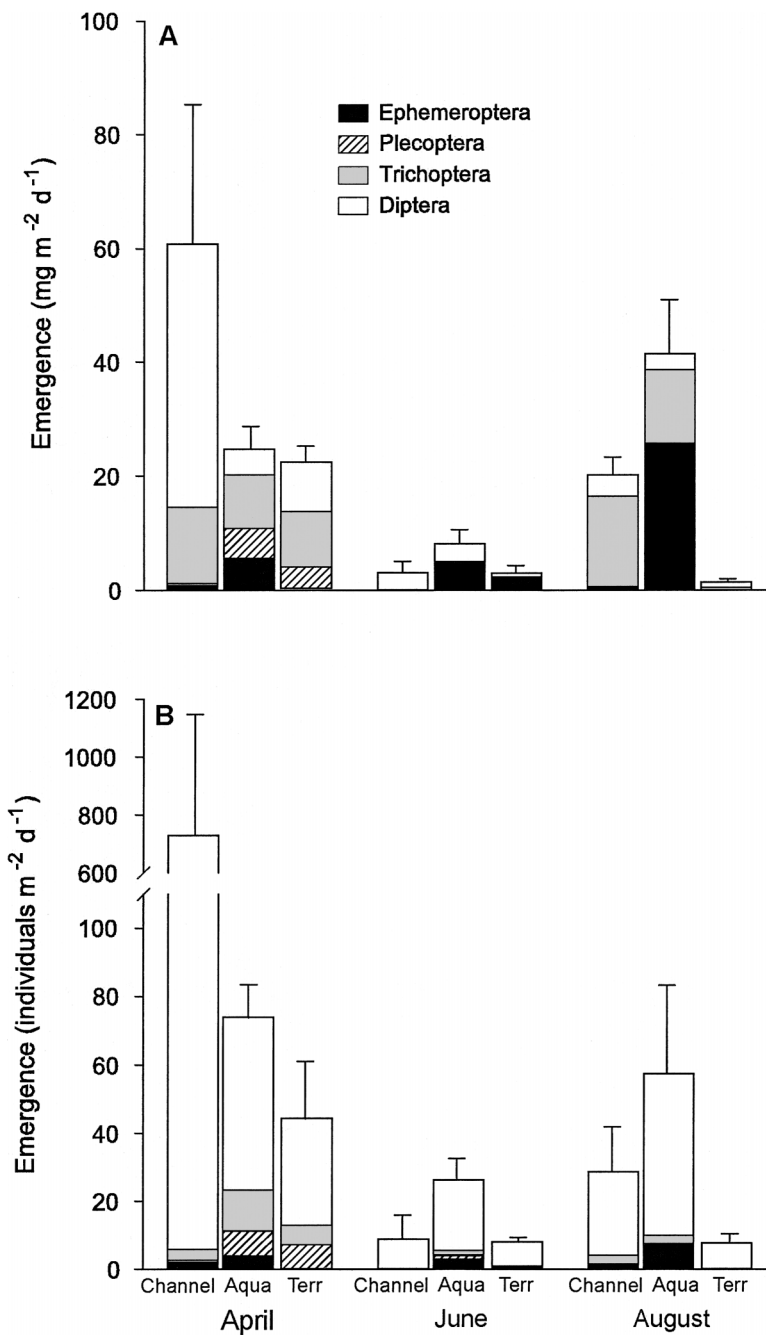 A
Emergence (mg m⁻² d⁻¹)
100
80
60
40
20
0
Ephemeroptera
Plecoptera
Trichoptera
Diptera
B
Emergence (individuals m⁻² d⁻¹)
1200
1000
800
600
100
80
60
40
20
0
Channel Aqua Terr Channel Aqua Terr Channel Aqua Terr
April June August